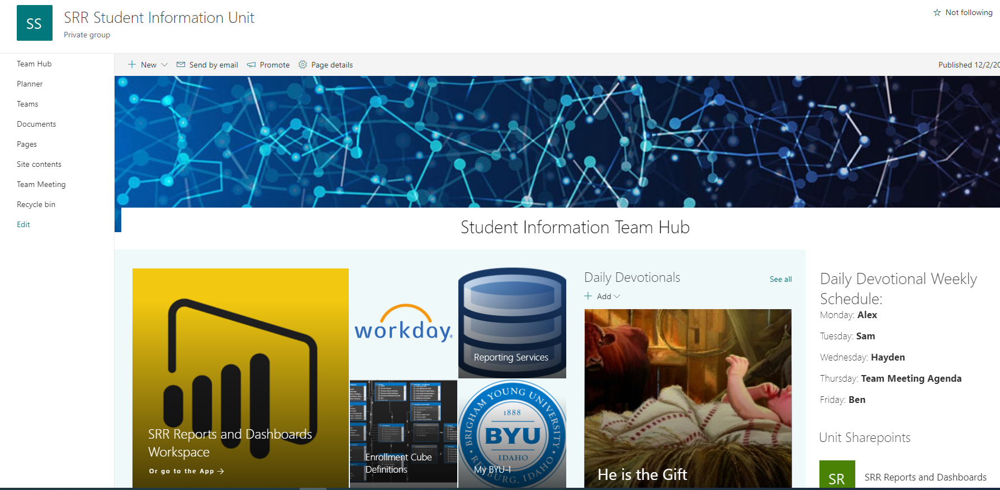 SS
SRR Student Information Unit
Private group
Not following
Team Hub
Planner
Teams
Documents
Pages
Site contents
Team Meeting
Recycle bin
Edit
New
Send by email
Promote
Page details
Published 12/2/20
Student Information Team Hub
SRR Reports and Dashboards
Workspace
Or go to the App →
workday®
Reporting Services
Enrollment Cube
Definitions
BRIGHAM YOUNG UNIVERSITY
1888
BYU
IDAHO
REXBURG, IDAHO
My BYU-I
Daily Devotionals
See all
Add
He is the Gift
Daily Devotional Weekly
Schedule:
Monday: Alex
Tuesday: Sam
Wednesday: Hayden
Thursday: Team Meeting Agenda
Friday: Ben
Unit Sharepoints
SR
SRR Reports and Dashboards